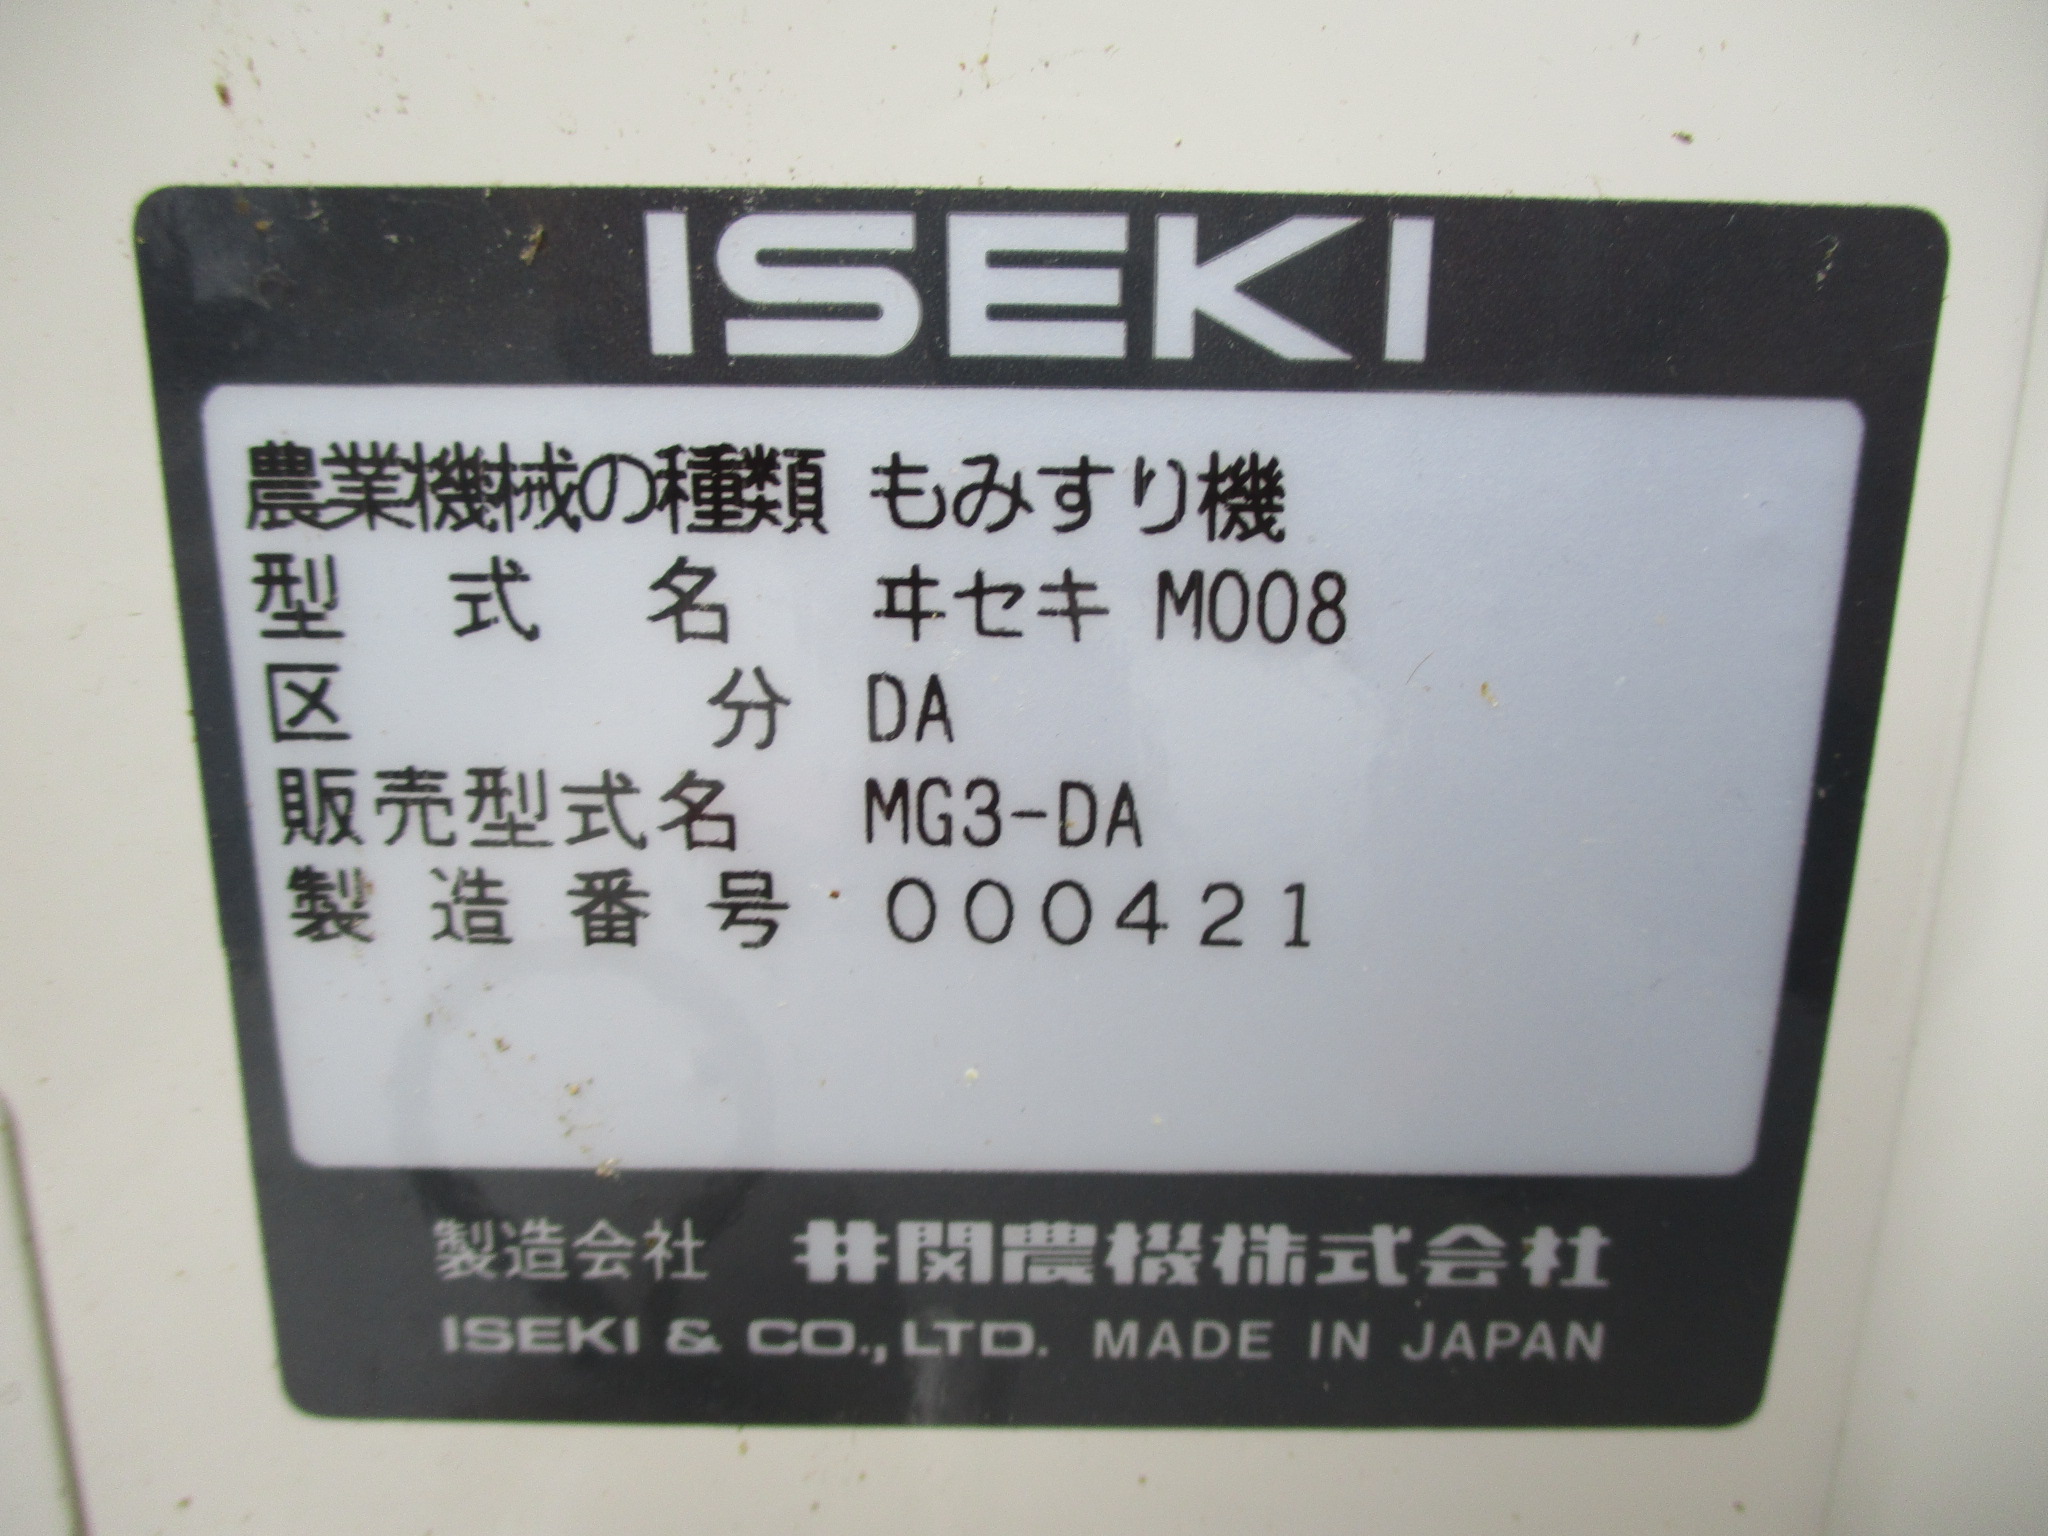 ISEKI
農業機械の種類 もみすり機
型式名 ヰセキ M008
区分 DA
販売型式名 MG3-DA
製造番号 000421
製造会社 井関農機株式会社
ISEKI & CO., LTD. MADE IN JAPAN